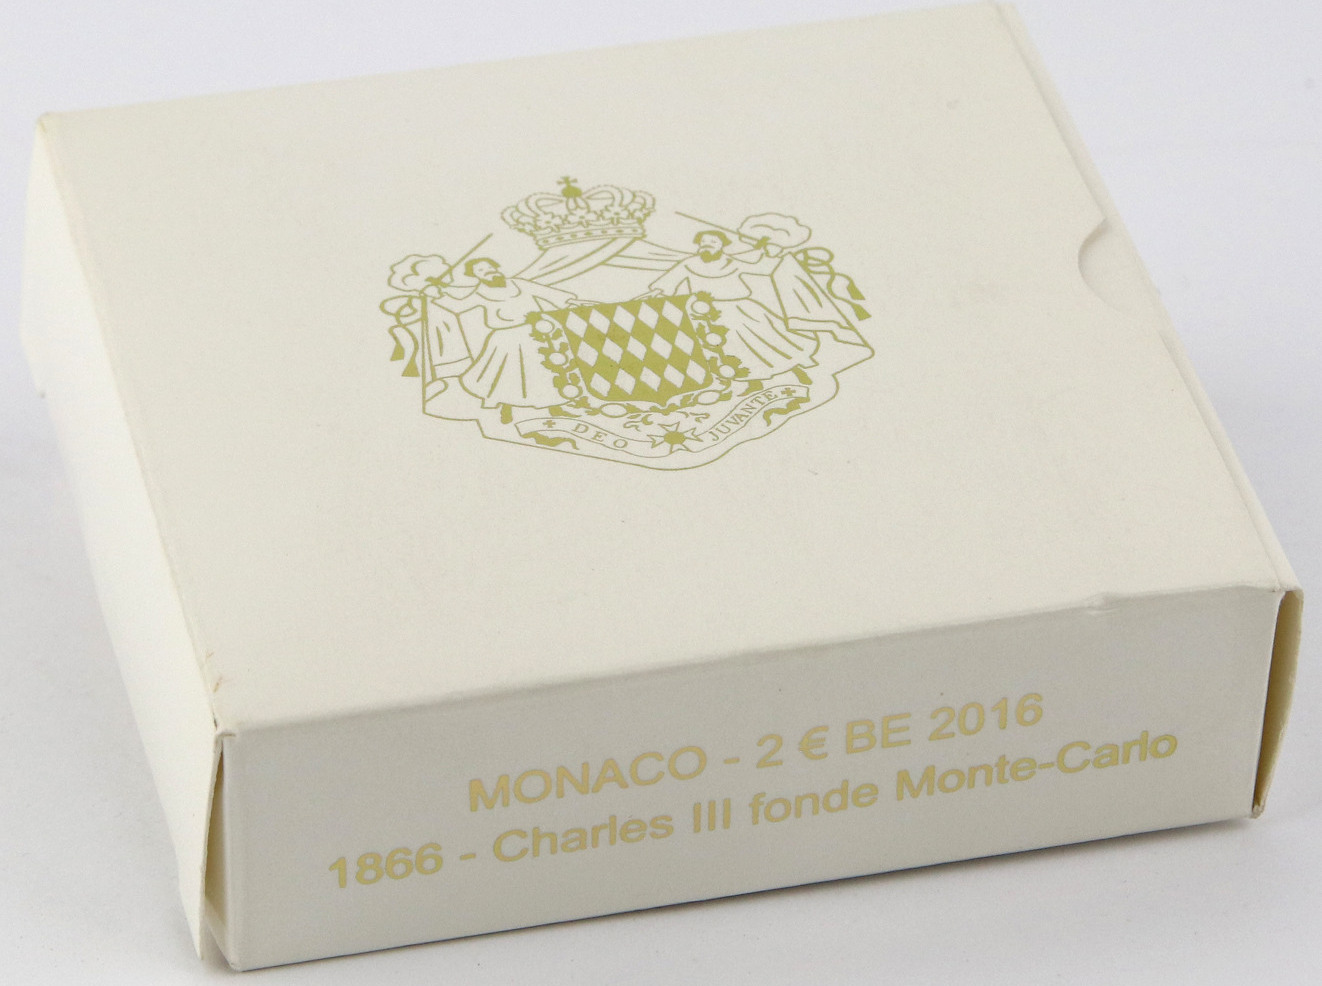 DEO JUVANTE
MONACO - 2 € BE 2016
1866 - Charles III fonde Monte-Carlo